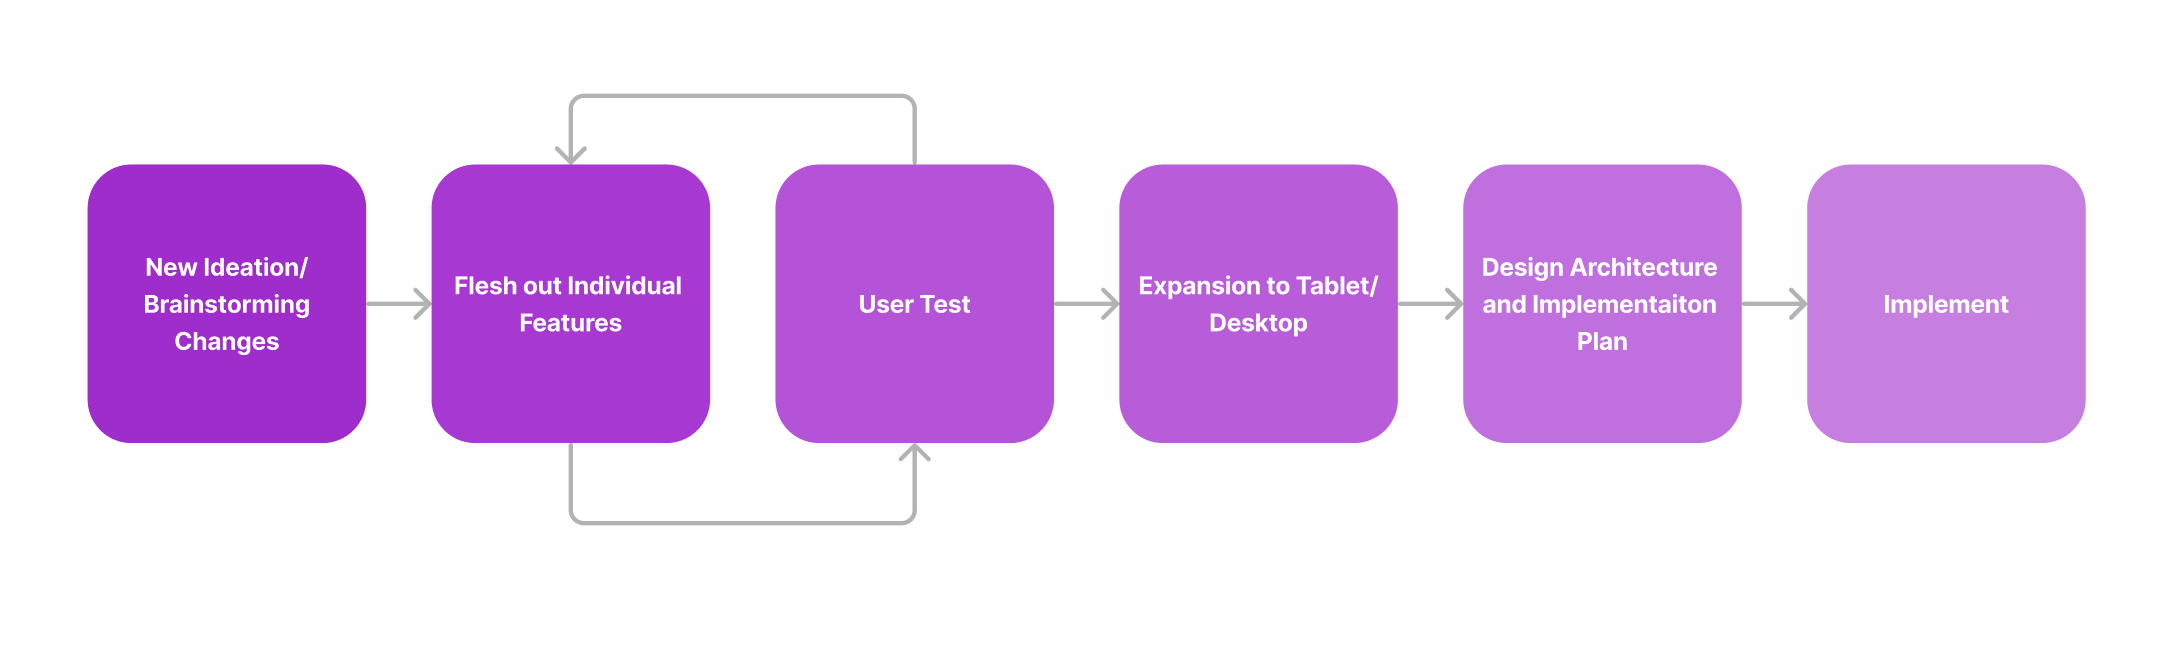 New Ideation/
Brainstorming
Changes
Flesh out Individual
Features
User Test
Expansion to Tablet/
Desktop
Design Architecture
and Implementaiton
Plan
Implement